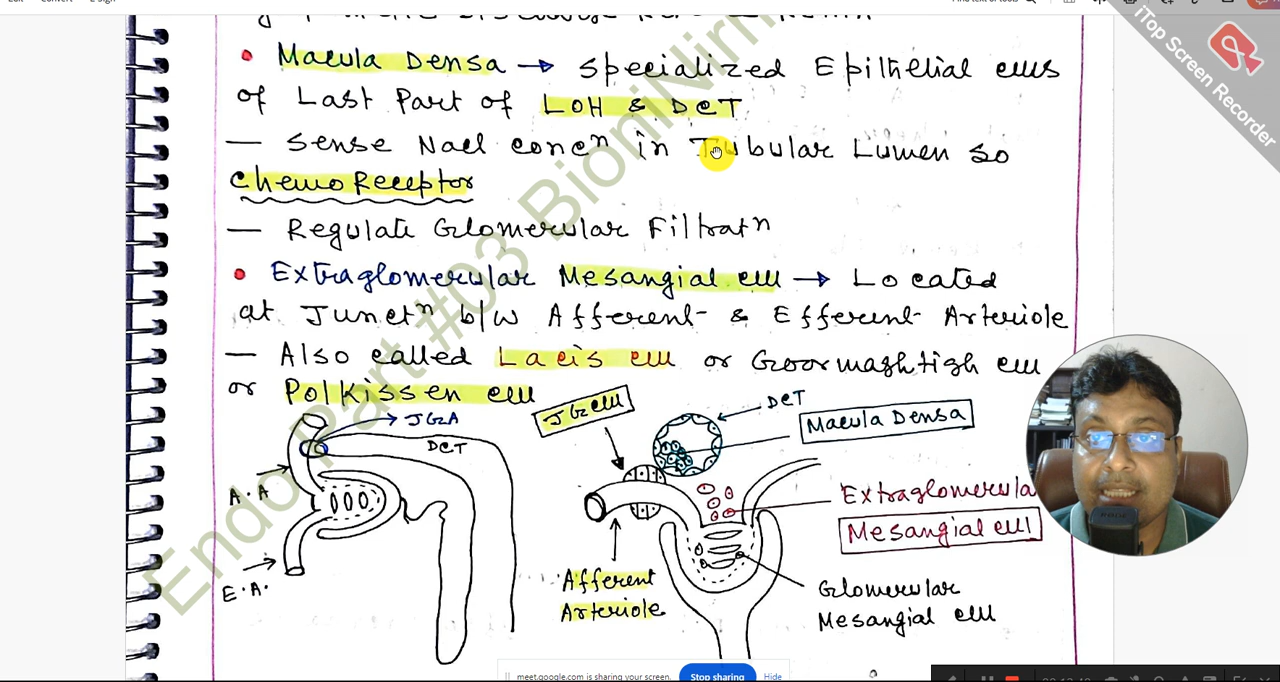 • Macula Densa → Specialized Epilthelial cells
of Last Part of LOH & DCT
— Sense Nacl concn in Tubular Lumen so
Chemo Receptor
— Regulate Glomerular Filtratn
• Extraglomerular Mesangial cell → Located
at Junctn b/w Afferent & Efferent Arteriole
— Also called Lacis cell or Goormaghtigh cell
or Polkissen cell
JGA
DCT
A.A
E.A.
JG cell
DCT
Macula Densa
Extraglomerula
Mesangial cell
Afferent
Arteriole
Glomerular
Mesangial cell
Endo Part #03 BioniNirm
iTop Screen Recorder
meet.google.com is sharing your screen.
Stop sharing
Hide